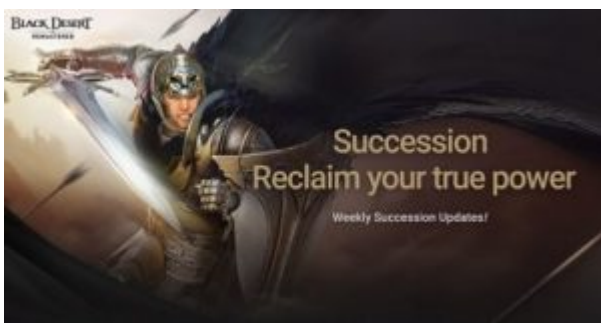 BLACK DESERT
REMASTERED
Succession
Reclaim your true power
Weekly Succession Updates!